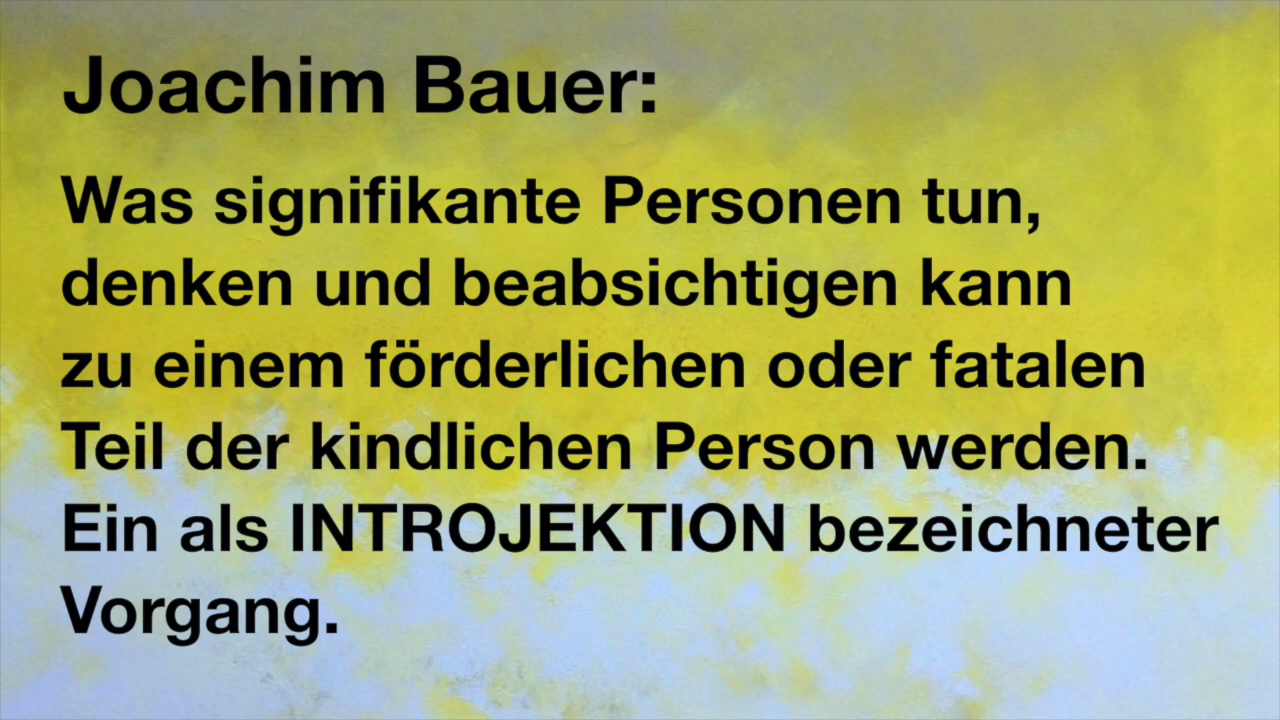 Joachim Bauer:
Was signifikante Personen tun,
denken und beabsichtigen kann
zu einem förderlichen oder fatalen
Teil der kindlichen Person werden.
Ein als INTROJEKTION bezeichneter
Vorgang.